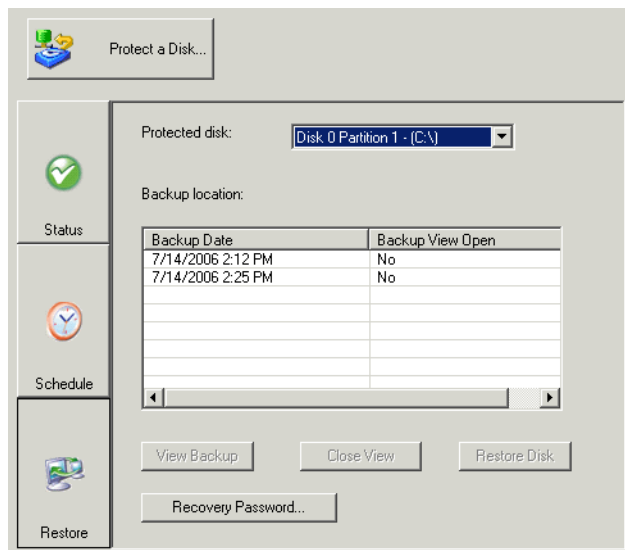 Protect a Disk...
Protected disk:
Disk 0 Partition 1 - (C:\)
Backup location:
Status
Backup Date Backup View Open
7/14/2006 2:12 PM No
7/14/2006 2:25 PM No
Schedule
View Backup Close View Restore Disk
Recovery Password...
Restore